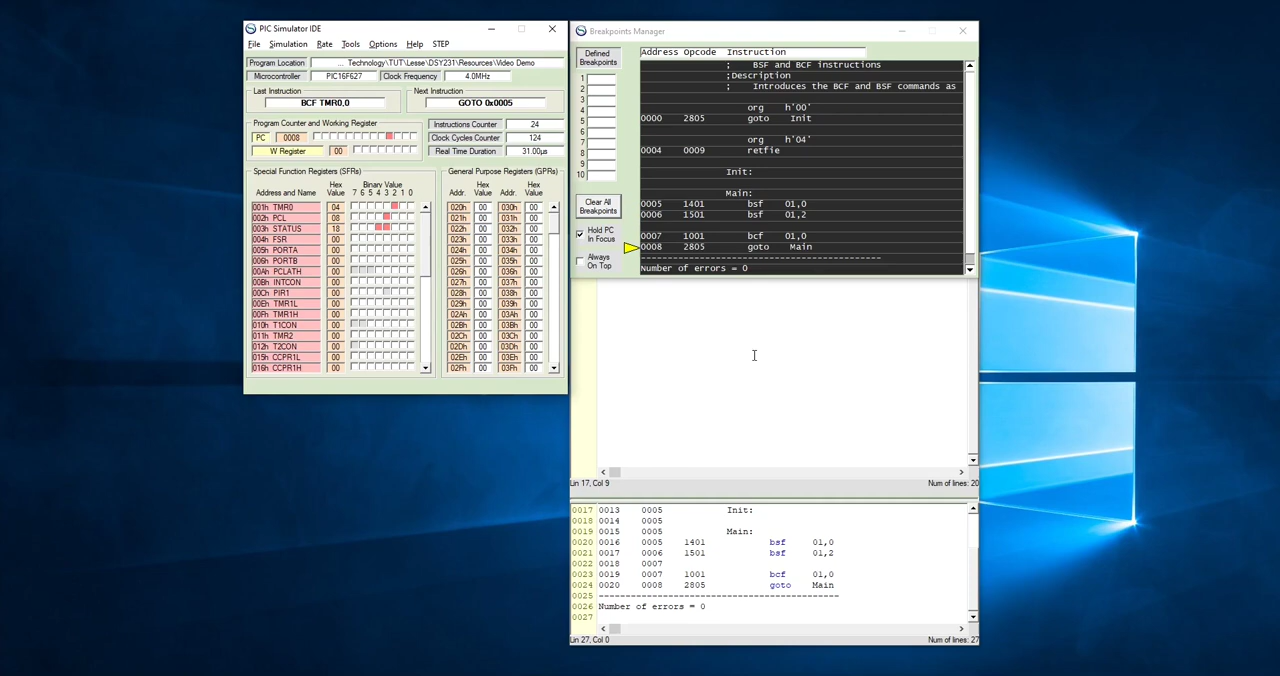 PIC Simulator IDE
File Simulation Rate Tools Options Help STEP
Program Location ... Technology\TUT\Lesse\DSY231\Resources\Video Demo
Microcontroller PIC16F627 Clock Frequency 4.0MHz
Last Instruction Next Instruction
BCF TMR0,0 GOTO 0x0005
Program Counter and Working Register
PC 0008
W Register 00
Instructions Counter 24
Clock Cycles Counter 124
Real Time Duration 31.00µs
Special Function Registers (SFRs)
Address and Name Hex Value Binary Value 7 6 5 4 3 2 1 0
001h TMR0 04
002h PCL 08
003h STATUS 18
004h FSR 00
005h PORTA 00
006h PORTB 00
00Ah PCLATH 00
00Bh INTCON 00
00Ch PIR1 00
00Eh TMR1L 00
00Fh TMR1H 00
010h T1CON 00
011h TMR2 00
012h T2CON 00
015h CCPR1L 00
016h CCPR1H 00
General Purpose Registers (GPRs)
Addr. Hex Value Addr. Hex Value
020h 00 030h 00
021h 00 031h 00
022h 00 032h 00
023h 00 033h 00
024h 00 034h 00
025h 00 035h 00
026h 00 036h 00
027h 00 037h 00
028h 00 038h 00
029h 00 039h 00
02Ah 00 03Ah 00
02Bh 00 03Bh 00
02Ch 00 03Ch 00
02Dh 00 03Dh 00
02Eh 00 03Eh 00
02Fh 00 03Fh 00
Breakpoints Manager
Defined Breakpoints
1
2
3
4
5
6
7
8
9
10
Clear All Breakpoints
Hold PC In Focus
Always On Top
Address Opcode Instruction
; BSF and BCF instructions
;Description
; Introduces the BCF and BSF commands as
org h'00'
0000 2805 goto Init
org h'04'
0004 0009 retfie
Init:
Main:
0005 1401 bsf 01,0
0006 1501 bsf 01,2
0007 1001 bcf 01,0
0008 2805 goto Main
--------------------------------------------
Number of errors = 0
Lin 17, Col 9 Num of lines: 20
0017 0013 0005 Init:
0018 0014 0005
0019 0015 0005 Main:
0020 0016 0005 1401 bsf 01,0
0021 0017 0006 1501 bsf 01,2
0022 0018 0007
0023 0019 0007 1001 bcf 01,0
0024 0020 0008 2805 goto Main
0025 --------------------------------------------
0026 Number of errors = 0
0027
Lin 27, Col 0 Num of lines: 27